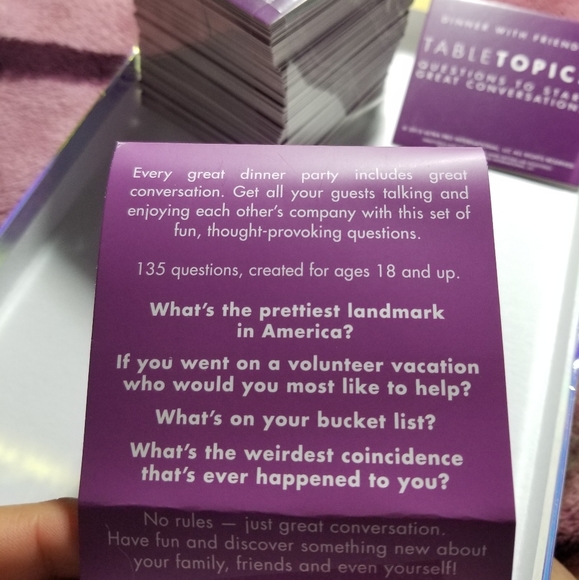 DINNER WITH FRIEND
TABLETOPIC
QUESTIONS TO STAR
GREAT CONVERSATION
Every great dinner party includes great
conversation. Get all your guests talking and
enjoying each other's company with this set of
fun, thought-provoking questions.
135 questions, created for ages 18 and up.
What's the prettiest landmark
in America?
If you went on a volunteer vacation
who would you most like to help?
What's on your bucket list?
What's the weirdest coincidence
that's ever happened to you?
No rules — just great conversation.
Have fun and discover something new about
your family, friends and even yourself!